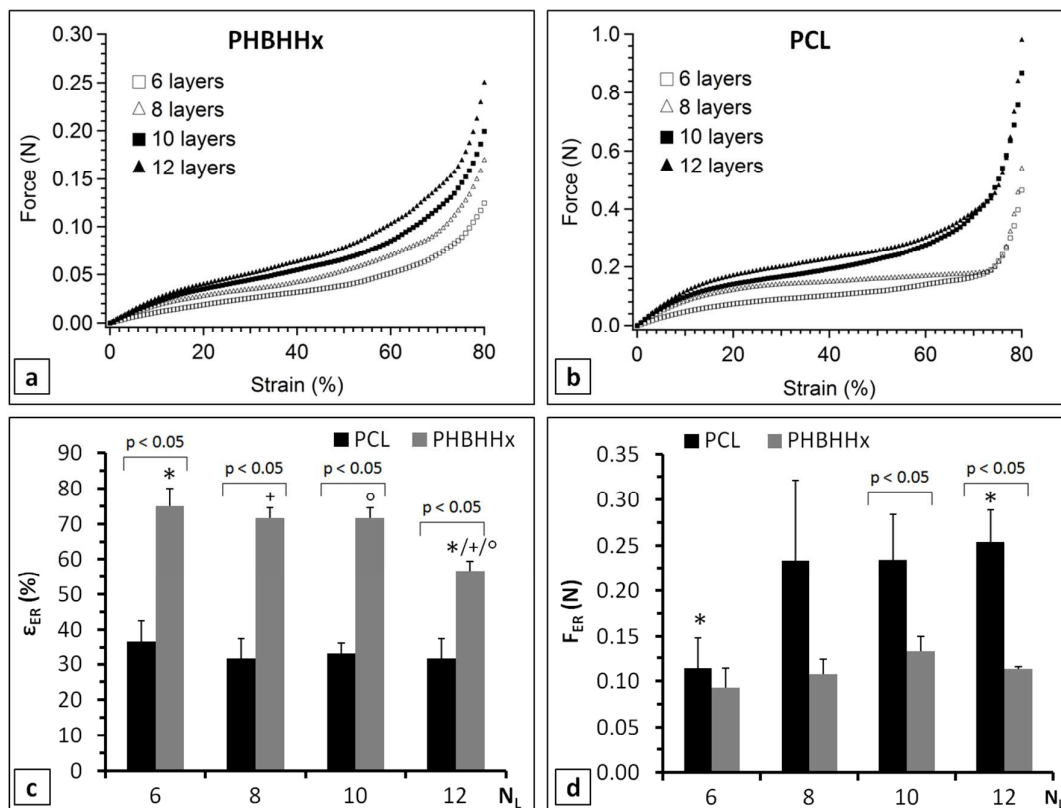 PHBHHx
□ 6 layers
△ 8 layers
■ 10 layers
▲ 12 layers
Force (N)
0.30
0.25
0.20
0.15
0.10
0.05
0.00
0 20 40 60 80
Strain (%)
a
PCL
□ 6 layers
△ 8 layers
■ 10 layers
▲ 12 layers
Force (N)
1.0
0.8
0.6
0.4
0.2
0.0
0 20 40 60 80
Strain (%)
b
■ PCL ■ PHBHHx
ε_ER (%)
90
80
70
60
50
40
30
20
10
0
p < 0.05
*
p < 0.05
+
p < 0.05
o
p < 0.05
*/+/o
6 8 10 12 N_L
c
■ PCL ■ PHBHHx
F_ER (N)
0.35
0.30
0.25
0.20
0.15
0.10
0.05
0.00
*
p < 0.05
p < 0.05
*
6 8 10 12
d